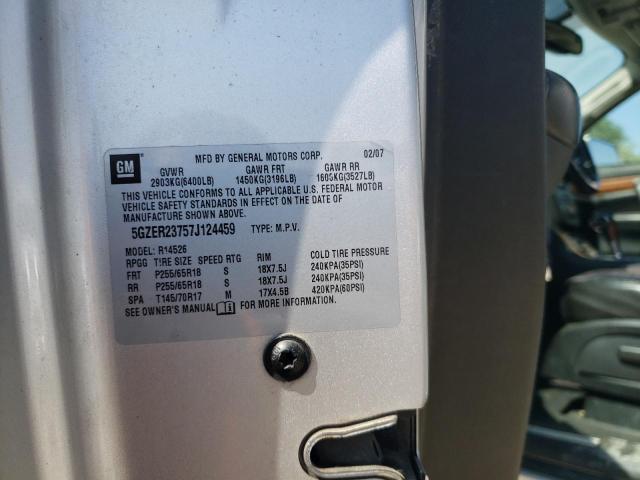 MFD BY GENERAL MOTORS CORP. 02/07
GM
GVWR GAWR FRT GAWR RR
2903KG(6400LB) 1450KG(3196LB) 1600KG(3527LB)
THIS VEHICLE CONFORMS TO ALL APPLICABLE U.S. FEDERAL MOTOR
VEHICLE SAFETY STANDARDS IN EFFECT ON THE DATE OF
MANUFACTURE SHOWN ABOVE.
5GZER23757J124459 TYPE: M.P.V.
MODEL: R14526
RPGG TIRE SIZE SPEED RTG RIM COLD TIRE PRESSURE
FRT P255/65R18 S 18X7.5J 240KPA(35PSI)
RR P255/65R18 S 18X7.5J 240KPA(35PSI)
SPA T145/70R17 M 17X4.5B 420KPA(60PSI)
SEE OWNER'S MANUAL FOR MORE INFORMATION.